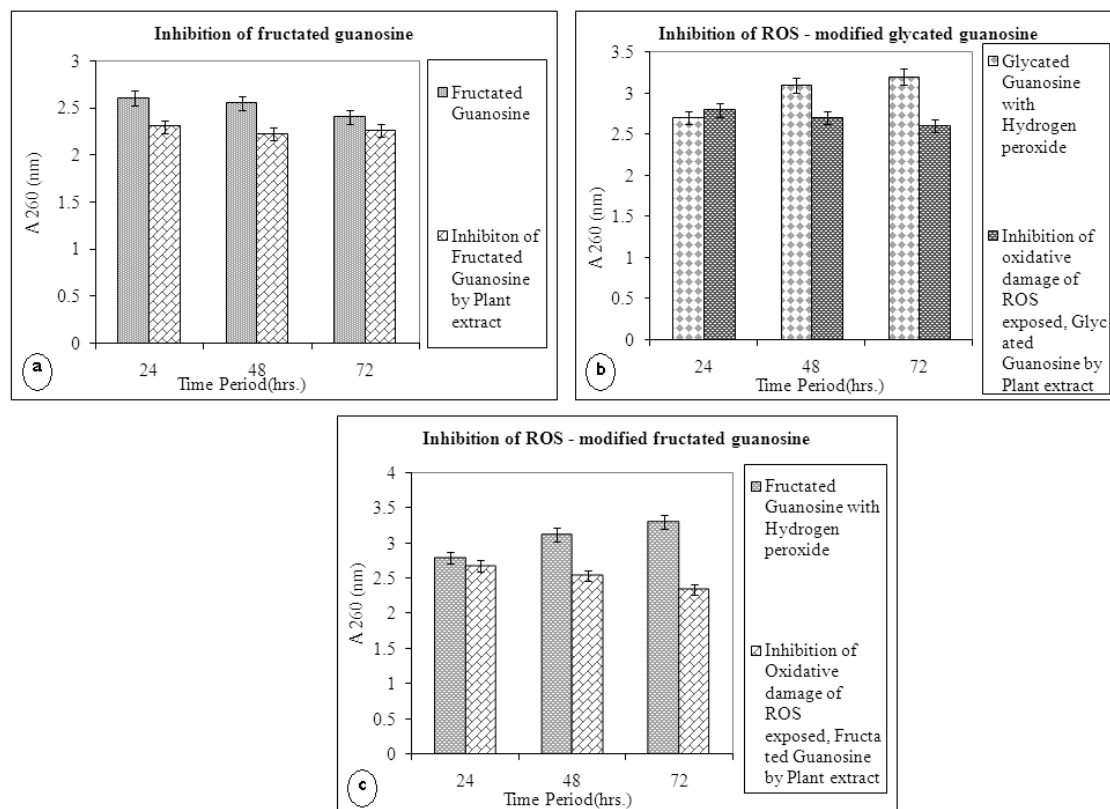 Inhibition of fructated guanosine
3
2.5
2
1.5
1
0.5
0
A 260 (nm)
24
48
72
Time Period(hrs.)
Fructated
Guanosine
Inhibiton of
Fructated
Guanosine
by Plant
extract
a
Inhibition of ROS - modified glycated guanosine
3.5
3
2.5
2
1.5
1
0.5
0
A 260 (nm)
24
48
72
Time Period(hrs.)
Glycated
Guanosine
with
Hydrogen
peroxide
Inhibition of
oxidative
damage of
ROS
exposed, Glyc
ated
Guanosine by
Plant extract
b
Inhibition of ROS - modified fructated guanosine
4
3.5
3
2.5
2
1.5
1
0.5
0
A 260 (nm)
24
48
72
Time Period(hrs.)
Fructated
Guanosine with
Hydrogen
peroxide
Inhibition of
Oxidative
damage of
ROS
exposed, Fructa
ted Guanosine
by Plant extract
c